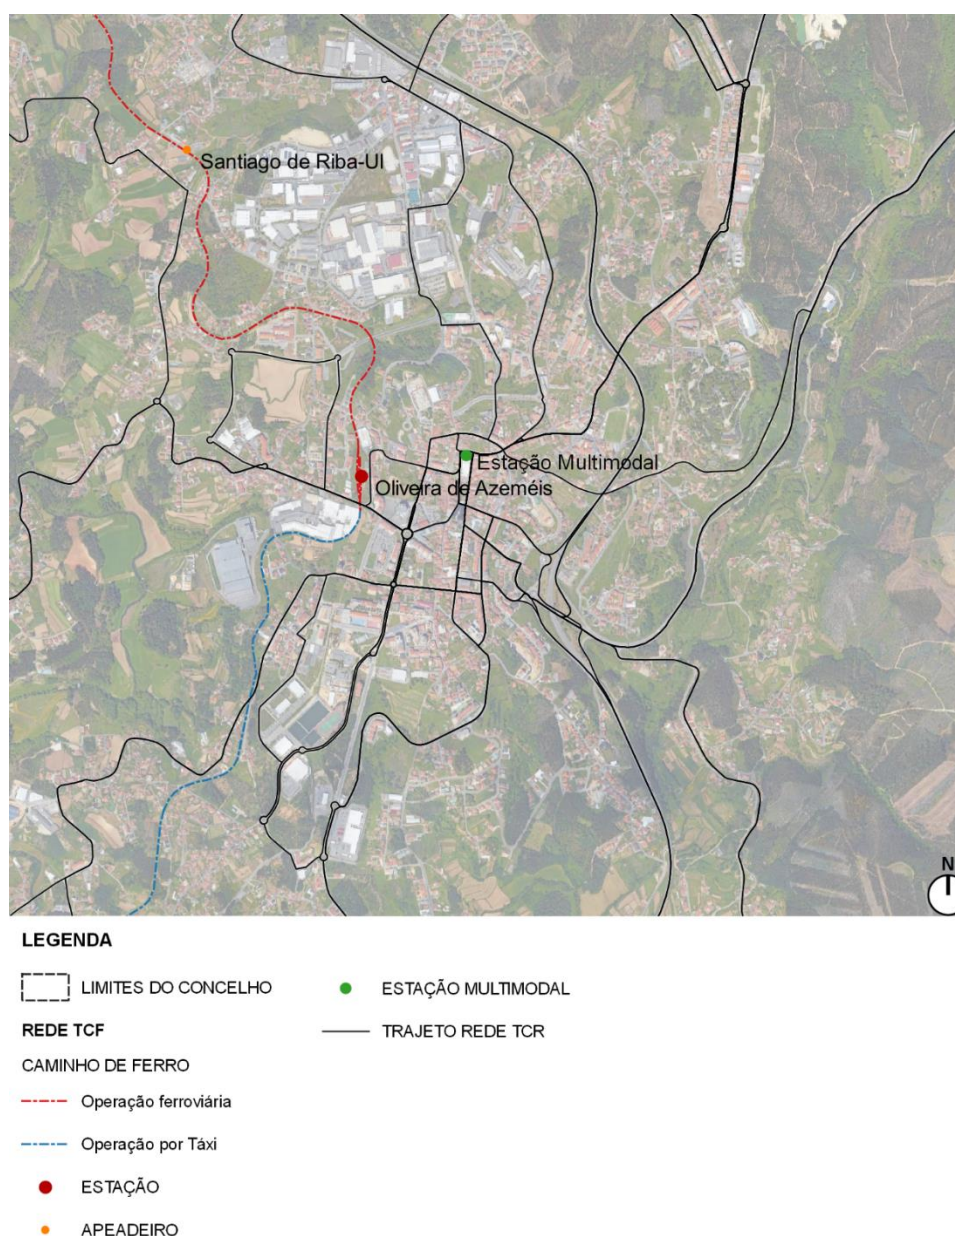 Santiago de Riba-Ul
Estação Multimodal
Oliveira de Azeméis
N
LEGENDA
LIMITES DO CONCELHO
ESTAÇÃO MULTIMODAL
REDE TCF
TRAJETO REDE TCR
CAMINHO DE FERRO
Operação ferroviária
Operação por Táxi
ESTAÇÃO
APEADEIRO